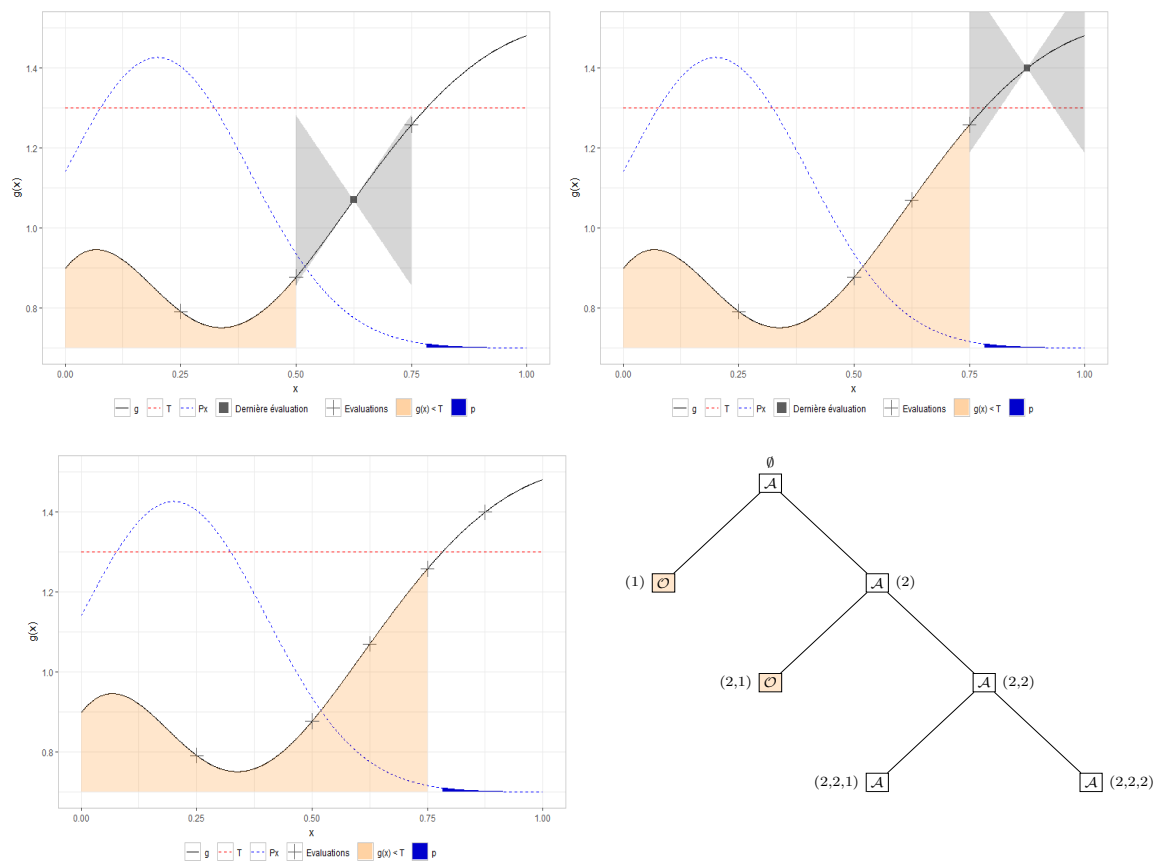 g(x)
1.4
1.2
1.0
0.8
0.00 0.25 0.50 0.75 1.00
x
g T Px Dernière évaluation Evaluations g(x) < T p
g(x)
1.4
1.2
1.0
0.8
0.00 0.25 0.50 0.75 1.00
x
g T Px Dernière évaluation Evaluations g(x) < T p
g(x)
1.4
1.2
1.0
0.8
0.00 0.25 0.50 0.75 1.00
x
g T Px Evaluations g(x) < T p
∅
𝒜
(1) 𝒪 𝒜 (2)
(2,1) 𝒪 𝒜 (2,2)
(2,2,1) 𝒜 𝒜 (2,2,2)